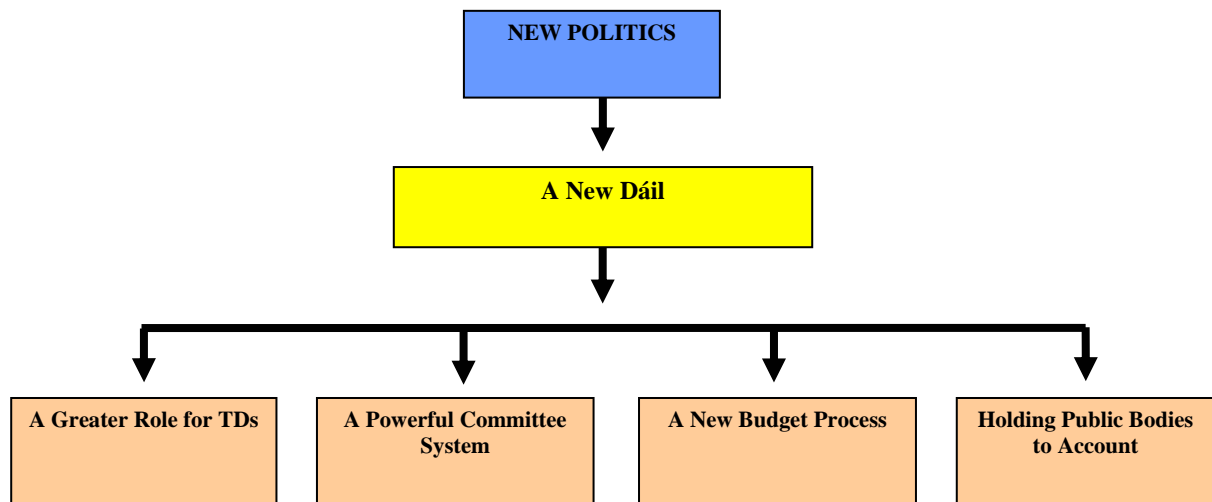 NEW POLITICS
A New Dáil
A Greater Role for TDs
A Powerful Committee
System
A New Budget Process
Holding Public Bodies
to Account